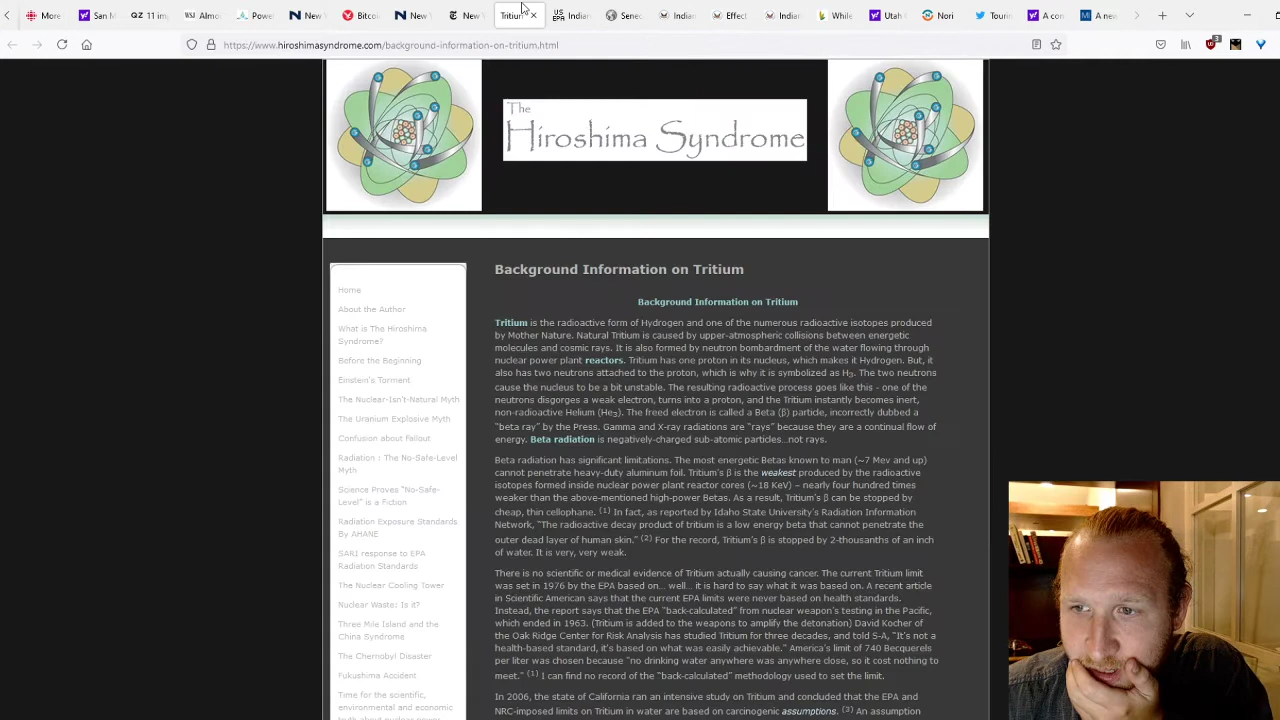 San M
QZ imm
Pot
Natio
New n
Bitco
Nava
News
Tritium
US EPA
Senec
Meta
Effect
While
Utah
Nort
Touri
A con
A new
https://www.hiroshimasyndrome.com/background-information-on-tritium.html
3
The
Hiroshima Syndrome
Home
About the Author
What is The Hiroshima
Syndrome?
Before the Beginning
Einstein's Torment
The Nuclear-Isn't-Natural Myth
The Uranium Explosive Myth
Confusion about Fallout
Radiation : The No-Safe-Level
Myth
Science Proves "No-Safe-
Level" is a Fiction
Radiation Exposure Standards
By AHANE
SARI response to EPA
Radiation Standards
The Nuclear Cooling Tower
Nuclear Waste: Is it?
Three Mile Island and the
China Syndrome
The Chernobyl Disaster
Fukushima Accident
Time for the scientific,
environmental and economic
truth about nuclear power
Background Information on Tritium
Background Information on Tritium
Tritium is the radioactive form of Hydrogen and one of the numerous radioactive isotopes produced
by Mother Nature. Natural Tritium is caused by upper-atmospheric collisions between energetic
molecules and cosmic rays. It is also formed by neutron bombardment of the water flowing through
nuclear power plant reactors. Tritium has one proton in its nucleus, which makes it Hydrogen. But, it
also has two neutrons attached to the proton, which is why it is symbolized as H3. The two neutrons
cause the nucleus to be a bit unstable. The resulting radioactive process goes like this - one of the
neutrons disgorges a weak electron, turns into a proton, and the Tritium instantly becomes inert,
non-radioactive Helium (He3). The freed electron is called a Beta (β) particle, incorrectly dubbed a
"beta ray" by the Press. Gamma and X-ray radiations are "rays" because they are a continual flow of
energy. Beta radiation is negatively-charged sub-atomic particles…not rays.
Beta radiation has significant limitations. The most energetic Betas known to man (~7 Mev and up)
cannot penetrate heavy-duty aluminum foil. Tritium's β is the weakest produced by the radioactive
isotopes formed inside nuclear power plant reactor cores (~18 KeV) – nearly four hundred times
weaker than the above-mentioned high-power Betas. As a result, Tritium's β can be stopped by
cheap, thin cellophane. (1) In fact, as reported by Idaho State University's Radiation Information
Network, "The radioactive decay product of tritium is a low energy beta that cannot penetrate the
outer dead layer of human skin." (2) For the record, Tritium's β is stopped by 2-thousanths of an inch
of water. It is very, very weak.
There is no scientific or medical evidence of Tritium actually causing cancer. The current Tritium limit
was set in 1976 by the EPA based on… well… it is hard to say what it was based on. A recent article
in Scientific American says that the current EPA limits were never based on health standards.
Instead, the report says that the EPA "back-calculated" from nuclear weapon's testing in the Pacific,
which ended in 1963. (Tritium is added to the weapons to amplify the detonation) David Kocher of
the Oak Ridge Center for Risk Analysis has studied Tritium for three decades, and told S-A, "It's not a
health-based standard, it's based on what was easily achievable." America's limit of 740 Becquerels
per liter was chosen because "no drinking water anywhere was anywhere close, so it cost nothing to
meet." (1) I can find no record of the "back-calculated" methodology used to set the limit.
In 2006, the state of California ran an intensive study on Tritium and concluded that the EPA and
NRC-imposed limits on Tritium in water are based on carcinogenic assumptions. (3) An assumption